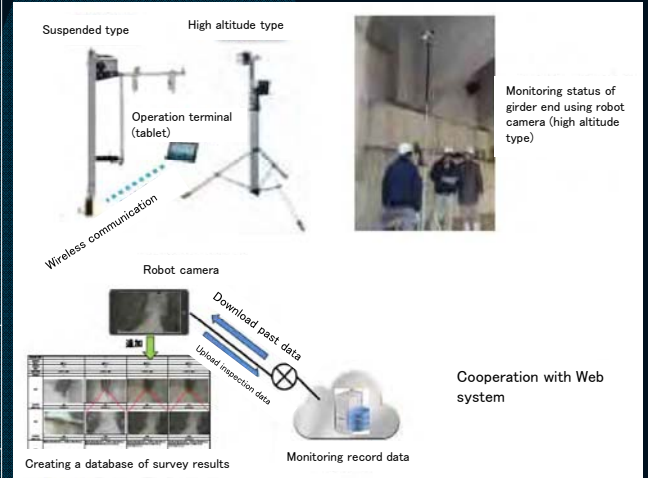 Suspended type
High altitude type
Operation terminal
(tablet)
Wireless communication
Monitoring status of
girder end using robot
camera (high altitude
type)
Robot camera
追加
Download past data
Upload inspection data
Cooperation with Web
system
Monitoring record data
Creating a database of survey results